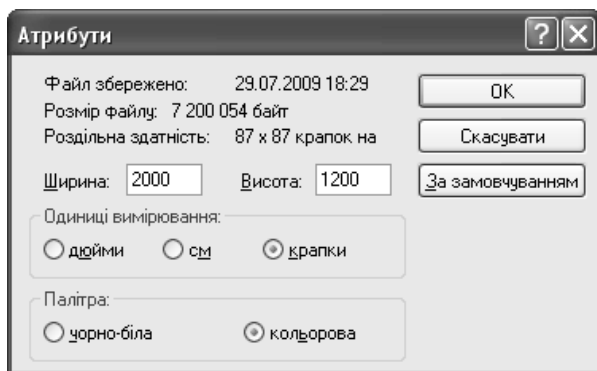 Атрибути
Файл збережено: 29.07.2009 18:29
Розмір файлу: 7 200 054 байт
Роздільна здатність: 87 x 87 крапок на
Ширина: 2000 Висота: 1200
Одиниці вимірювання:
дюйми см крапки
Палітра:
чорно-біла кольорова
OK
Скасувати
За замовчуванням